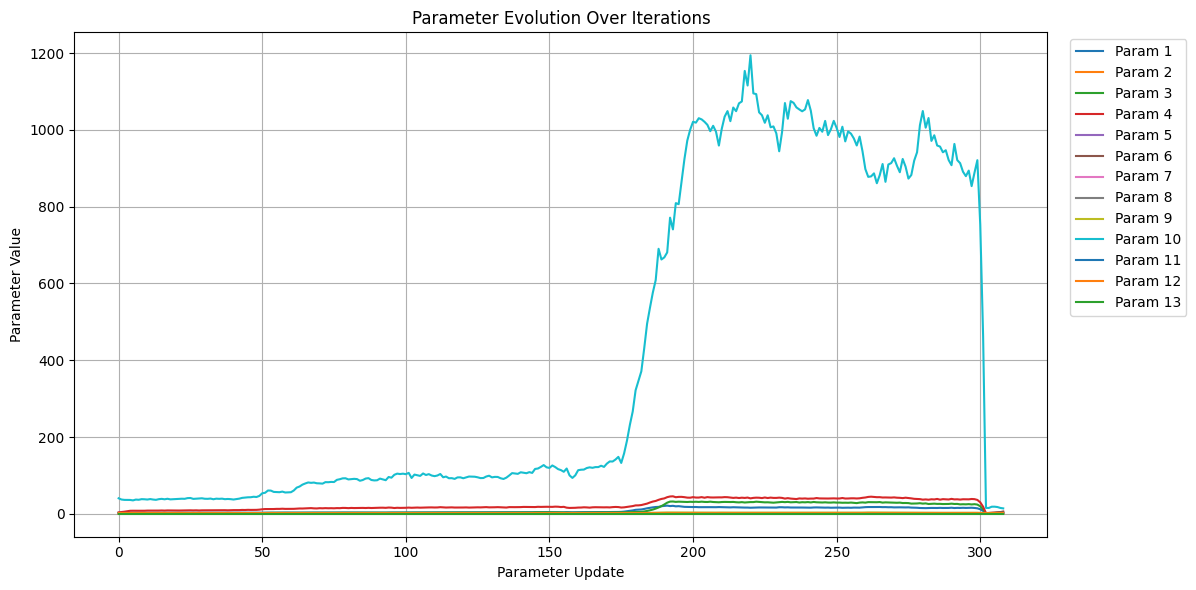 Parameter Evolution Over Iterations
Parameter Value
1200
1000
800
600
400
200
0
0
50
100
150
200
250
300
Parameter Update
Param 1
Param 2
Param 3
Param 4
Param 5
Param 6
Param 7
Param 8
Param 9
Param 10
Param 11
Param 12
Param 13